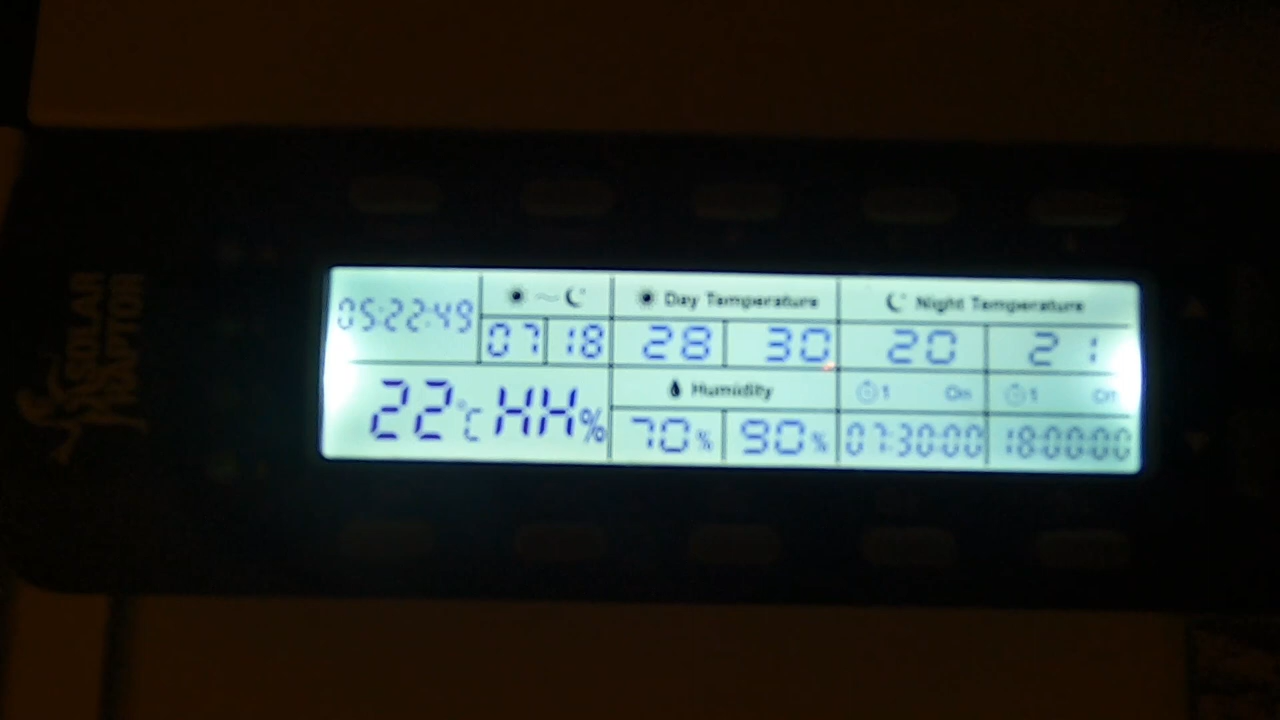 SOLAR
RAPTOR
05:22:49
07 18
Day Temperature
28 30
Night Temperature
20 21
22°C HH%
Humidity
70% 90%
1 On
07:30:00
1 Off
18:00:00